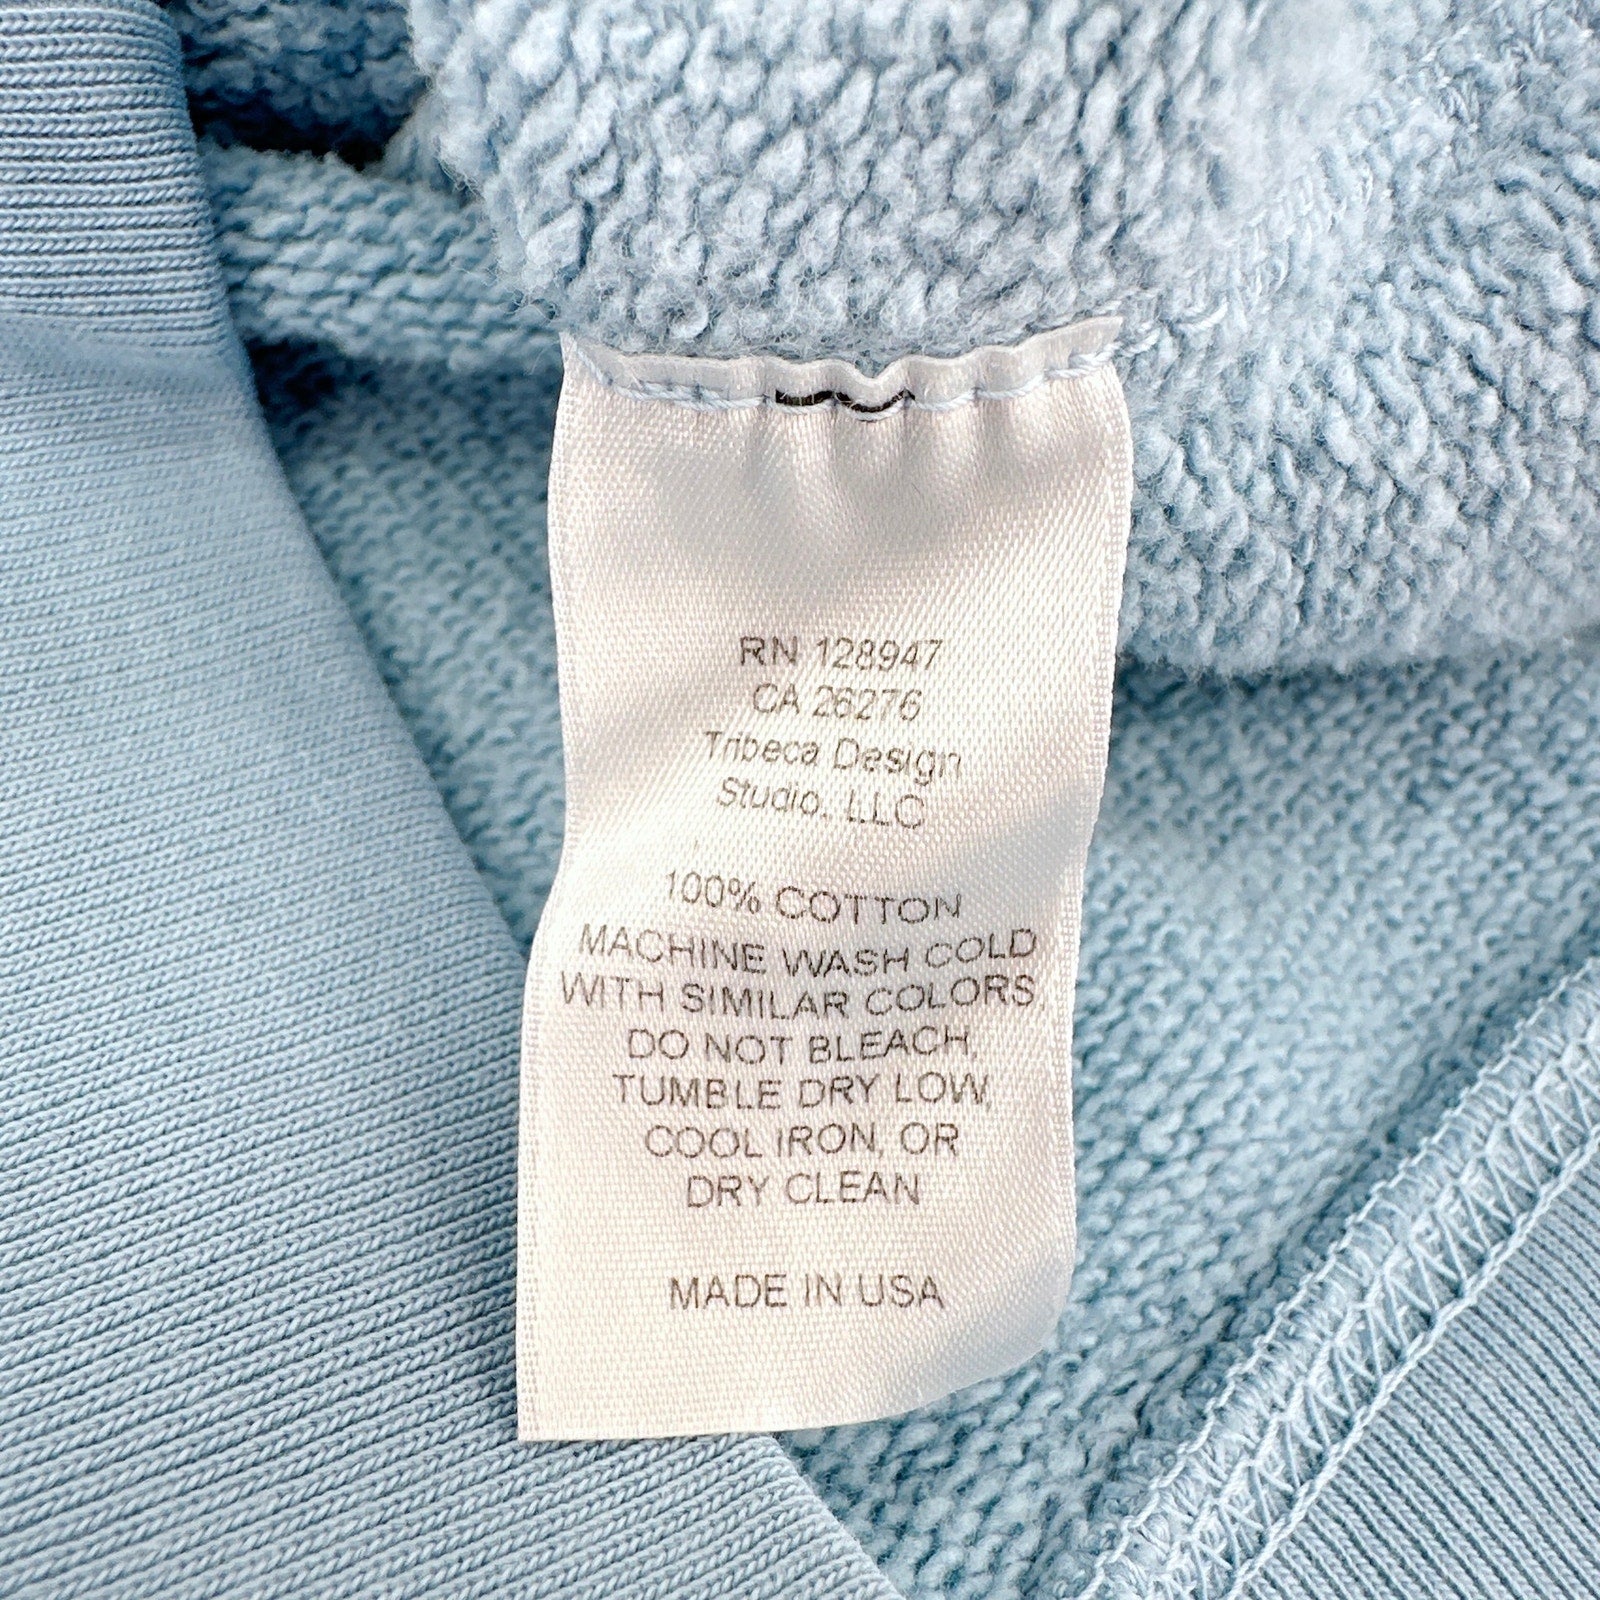 RN 128947
CA 26276
Tribeca Design
Studio, LLC
100% COTTON
MACHINE WASH COLD
WITH SIMILAR COLORS
DO NOT BLEACH,
TUMBLE DRY LOW,
COOL IRON, OR
DRY CLEAN
MADE IN USA